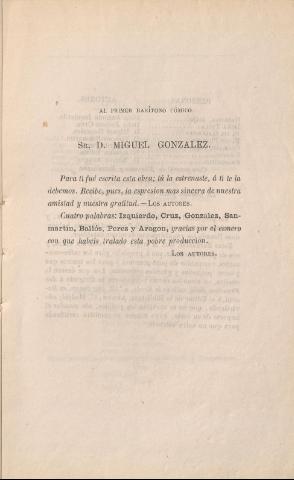 AL PRIMER BARÍTONO CÓMICO
SR. D. MIGUEL GONZALEZ.
Para tí fué escrita esta obra; tú la estrenaste, á tí te la
debemos. Recibe, pues, la espresion mas sincera de nuestra
amistad y nuestra gratitud.—LOS AUTORES.
Cuatro palabras: Izquierdo, Cruz, Gonzalez, San-
martin, Bollós, Perez y Aragon, gracias por el esmero
con que habeis tratado esta pobre produccion.
LOS AUTORES.